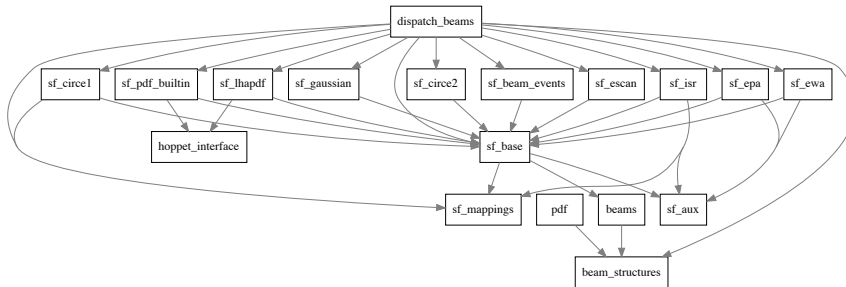 dispatch_beams
sf_circe1 sf_pdf_builtin sf_lhapdf sf_gaussian sf_circe2 sf_beam_events sf_escan sf_isr sf_epa sf_ewa
hoppet_interface sf_base
sf_mappings pdf beams sf_aux
beam_structures